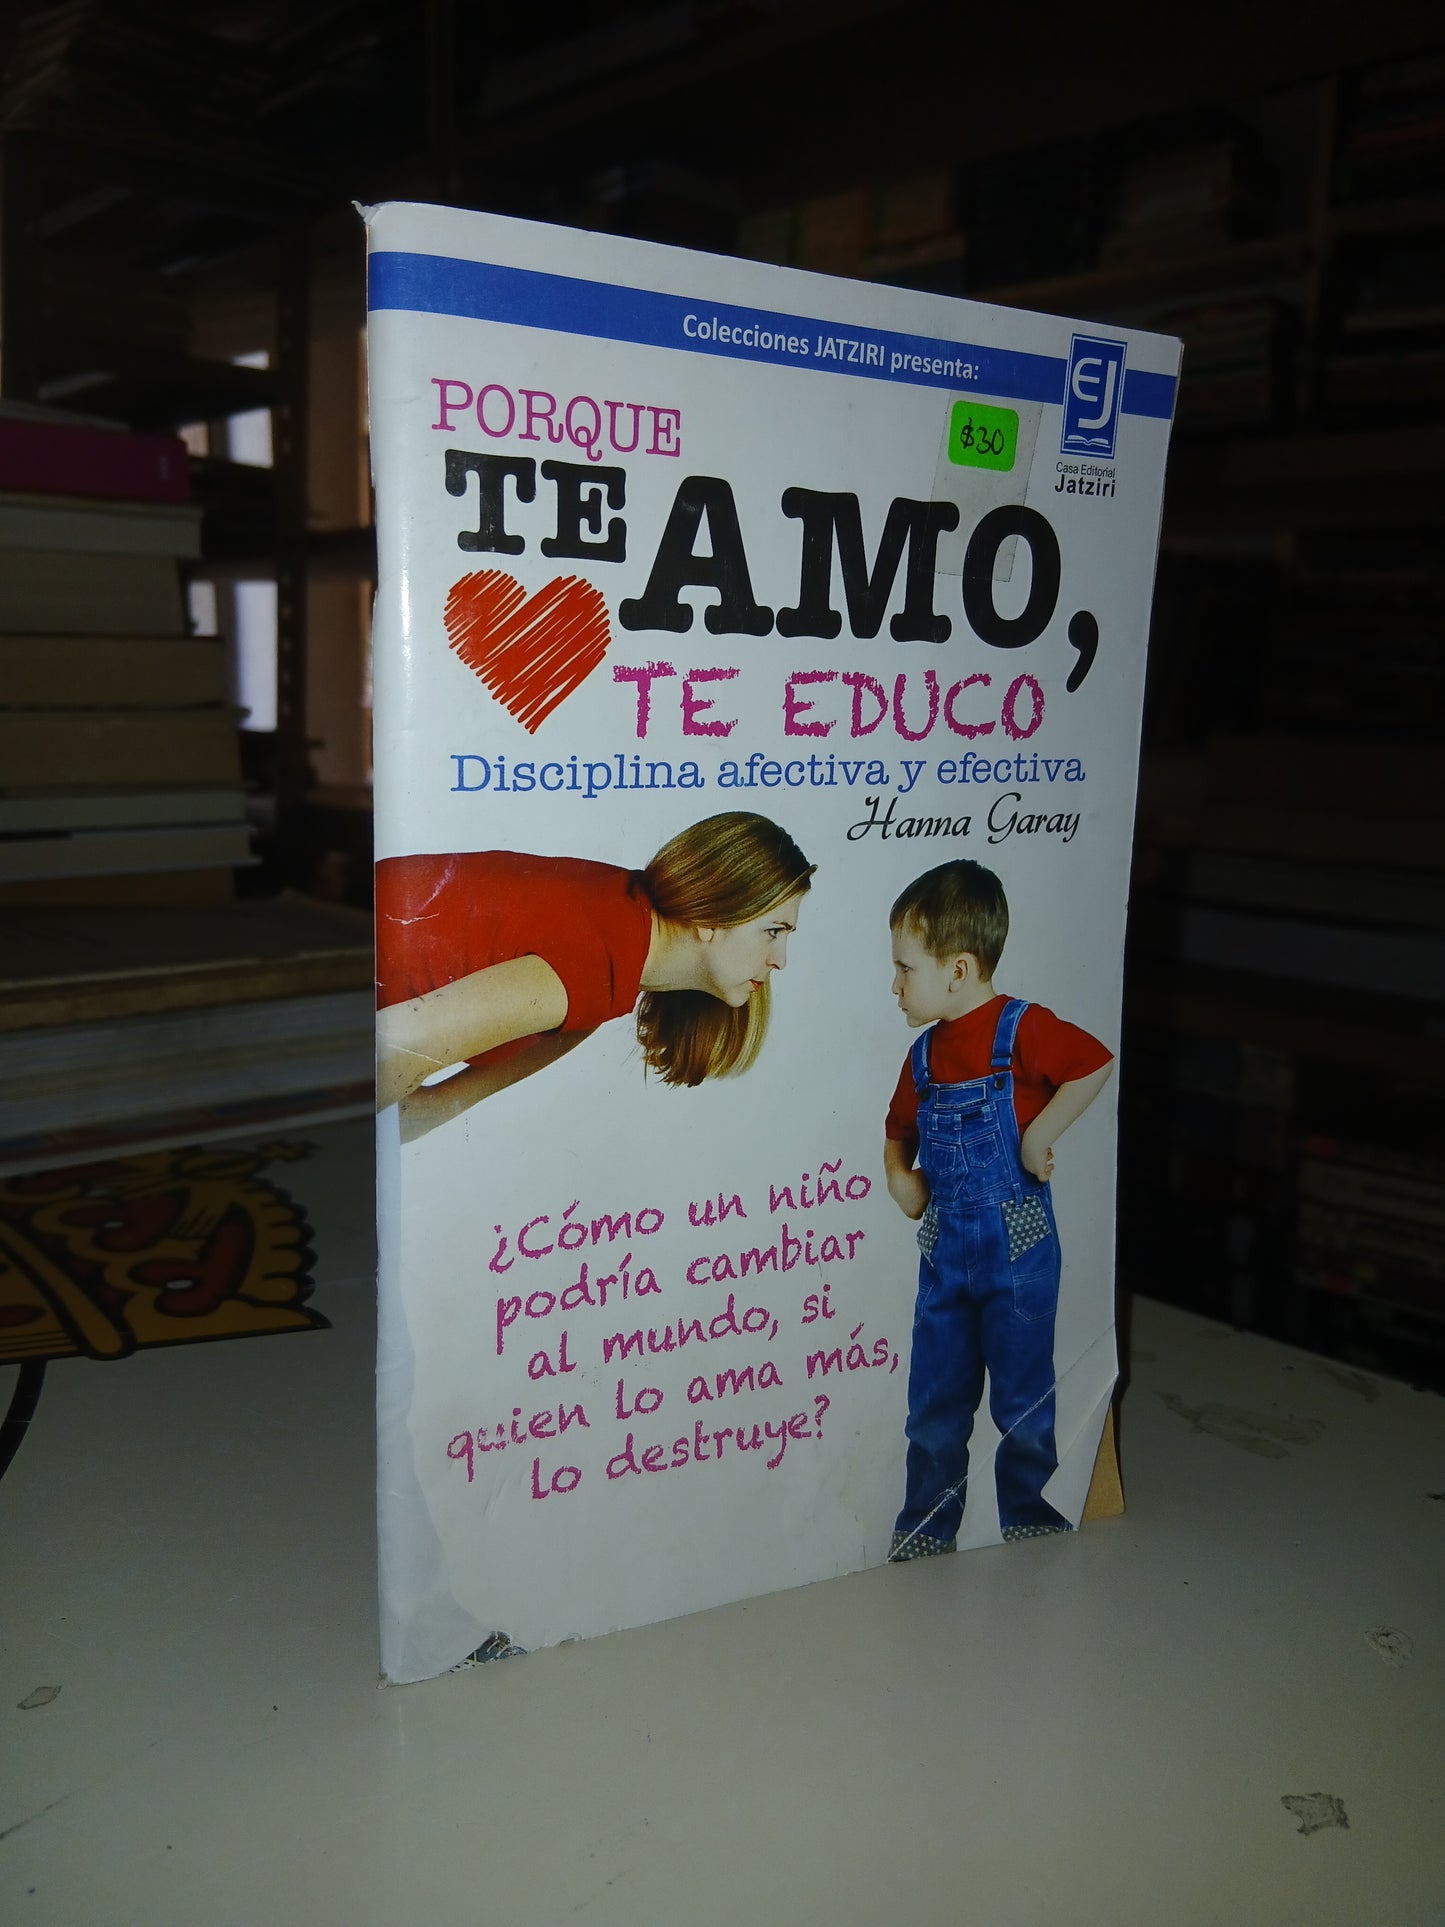 Colecciones JATZIRI presenta:
EJ
Casa Editorial
Jatziri
$30
PORQUE
TE AMO,
TE EDUCO
Disciplina afectiva y efectiva
Hanna Garay
¿Cómo un niño
podría cambiar
al mundo, si
quien lo ama más,
lo destruye?